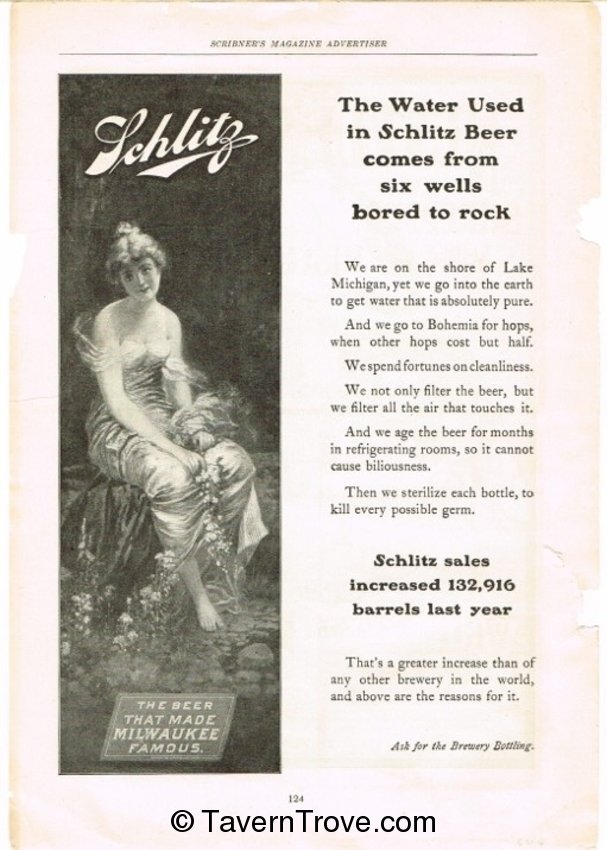 SCRIBNER'S MAGAZINE ADVERTISER
Schlitz
THE BEER
THAT MADE
MILWAUKEE
FAMOUS.
The Water Used
in Schlitz Beer
comes from
six wells
bored to rock
We are on the shore of Lake
Michigan, yet we go into the earth
to get water that is absolutely pure.
And we go to Bohemia for hops,
when other hops cost but half.
We spend fortunes on cleanliness.
We not only filter the beer, but
we filter all the air that touches it.
And we age the beer for months
in refrigerating rooms, so it cannot
cause biliousness.
Then we sterilize each bottle, to
kill every possible germ.
Schlitz sales
increased 132,916
barrels last year
That's a greater increase than of
any other brewery in the world,
and above are the reasons for it.
Ask for the Brewery Bottling.
124
© TavernTrove.com